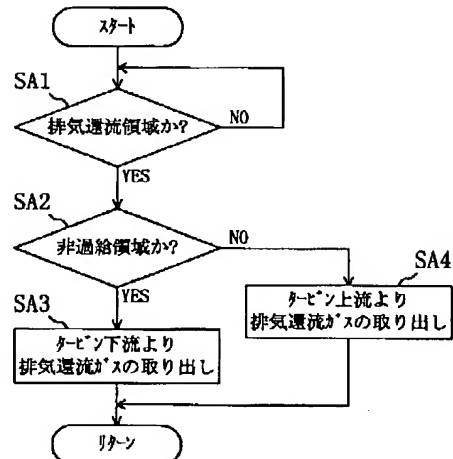 スタート
SA1
排気還流領域か?
NO
YES
SA2
非過給領域か?
NO
YES
SA4
タービン上流より
排気還流ガスの取り出し
SA3
タービン下流より
排気還流ガスの取り出し
リターン